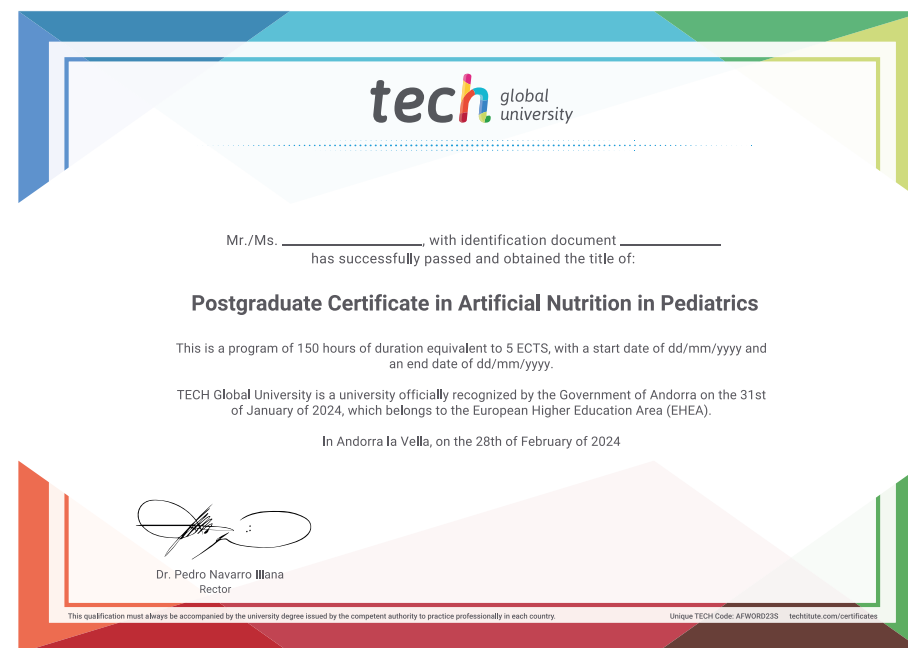 tech global
university
Mr./Ms. ____________________, with identification document ______________
has successfully passed and obtained the title of:
Postgraduate Certificate in Artificial Nutrition in Pediatrics
This is a program of 150 hours of duration equivalent to 5 ECTS, with a start date of dd/mm/yyyy and
an end date of dd/mm/yyyy.
TECH Global University is a university officially recognized by the Government of Andorra on the 31st
of January of 2024, which belongs to the European Higher Education Area (EHEA).
In Andorra la Vella, on the 28th of February of 2024
Dr. Pedro Navarro Illana
Rector
This qualification must always be accompanied by the university degree issued by the competent authority to practice professionally in each country. Unique TECH Code: AFWORD23S techtitute.com/certificates